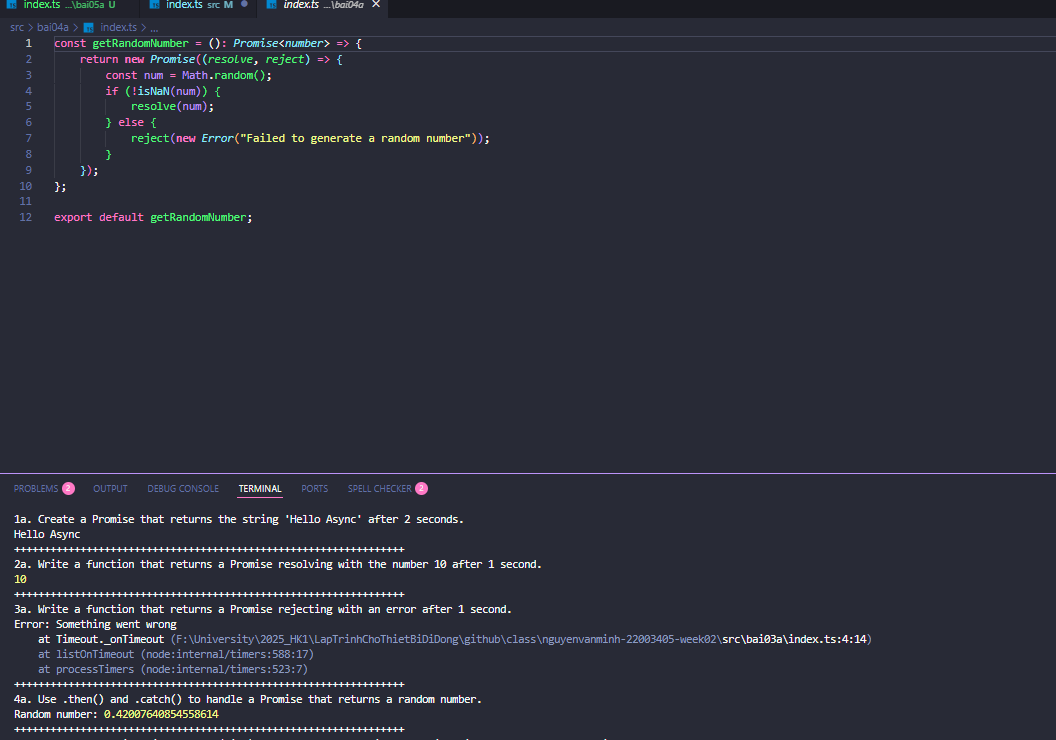 index.ts ...\bai05a U index.ts src M index.ts ...\bai04a
src > bai04a > index.ts > ...
1 const getRandomNumber = (): Promise<number> => {
2 return new Promise((resolve, reject) => {
3 const num = Math.random();
4 if (!isNaN(num)) {
5 resolve(num);
6 } else {
7 reject(new Error("Failed to generate a random number"));
8 }
9 });
10 };
11
12 export default getRandomNumber;
PROBLEMS 2 OUTPUT DEBUG CONSOLE TERMINAL PORTS SPELL CHECKER 2
1a. Create a Promise that returns the string 'Hello Async' after 2 seconds.
Hello Async
+++++++++++++++++++++++++++++++++++++++++++++++++++++++++++++++++
2a. Write a function that returns a Promise resolving with the number 10 after 1 second.
10
+++++++++++++++++++++++++++++++++++++++++++++++++++++++++++++++++
3a. Write a function that returns a Promise rejecting with an error after 1 second.
Error: Something went wrong
at Timeout._onTimeout (F:\University\2025_HK1\LapTrinhChoThietBiDiDong\github\class\nguyenvanminh-22003405-week02\src\bai03a\index.ts:4:14)
at listOnTimeout (node:internal/timers:588:17)
at processTimers (node:internal/timers:523:7)
+++++++++++++++++++++++++++++++++++++++++++++++++++++++++++++++++
4a. Use .then() and .catch() to handle a Promise that returns a random number.
Random number: 0.42007640854558614
+++++++++++++++++++++++++++++++++++++++++++++++++++++++++++++++++